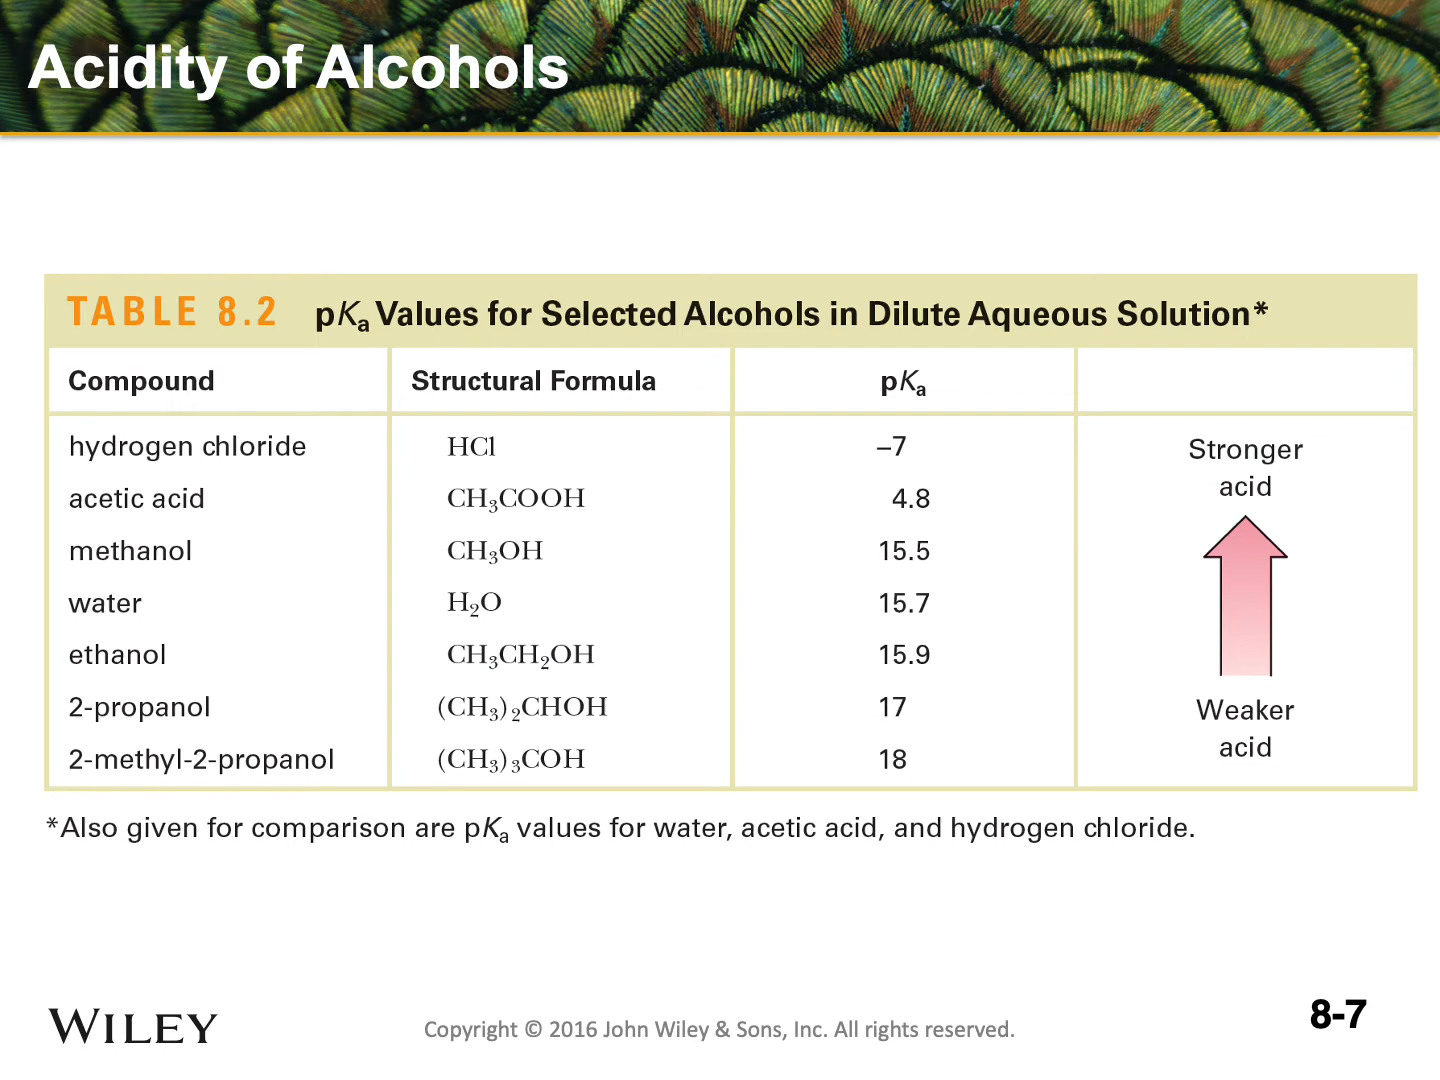 Acidity of Alcohols
TABLE 8.2 pKa Values for Selected Alcohols in Dilute Aqueous Solution*
Compound Structural Formula pKa
hydrogen chloride HCl –7
Stronger
acid
acetic acid CH₃COOH 4.8
methanol CH₃OH 15.5
water H₂O 15.7
ethanol CH₃CH₂OH 15.9
2-propanol (CH₃)₂CHOH 17
Weaker
acid
2-methyl-2-propanol (CH₃)₃COH 18
*Also given for comparison are pKa values for water, acetic acid, and hydrogen chloride.
WILEY
Copyright © 2016 John Wiley & Sons, Inc. All rights reserved.
8-7